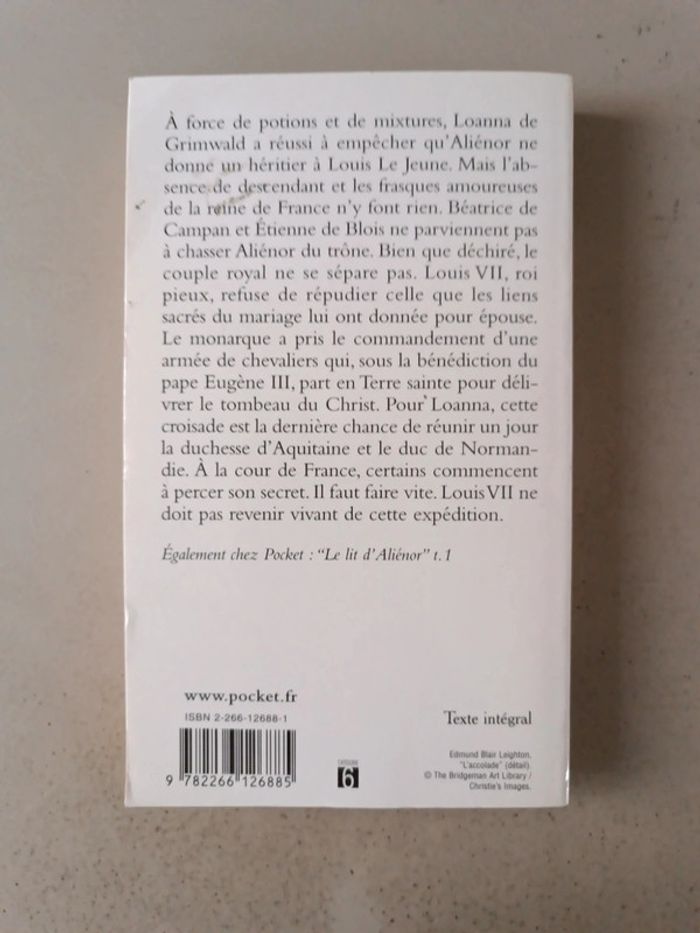 À force de potions et de mixtures, Loanna de
Grimwald a réussi à empêcher qu'Aliénor ne
donne un héritier à Louis Le Jeune. Mais l'ab-
sence de descendant et les frasques amoureuses
de la reine de France n'y font rien. Béatrice de
Campan et Étienne de Blois ne parviennent pas
à chasser Aliénor du trône. Bien que déchiré, le
couple royal ne se sépare pas. Louis VII, roi
pieux, refuse de répudier celle que les liens
sacrés du mariage lui ont donnée pour épouse.
Le monarque a pris le commandement d'une
armée de chevaliers qui, sous la bénédiction du
pape Eugène III, part en Terre sainte pour déli-
vrer le tombeau du Christ. Pour Loanna, cette
croisade est la dernière chance de réunir un jour
la duchesse d'Aquitaine et le duc de Norman-
die. À la cour de France, certains commencent
à percer son secret. Il faut faire vite. Louis VII ne
doit pas revenir vivant de cette expédition.
Également chez Pocket : "Le lit d'Aliénor" t. 1
www.pocket.fr
ISBN 2-266-12688-1
9 782266 126885
CATÉGORIE
6
Texte intégral
Edmund Blair Leighton,
"L'accolade" (détail).
© The Bridgeman Art Library /
Christie's Images.